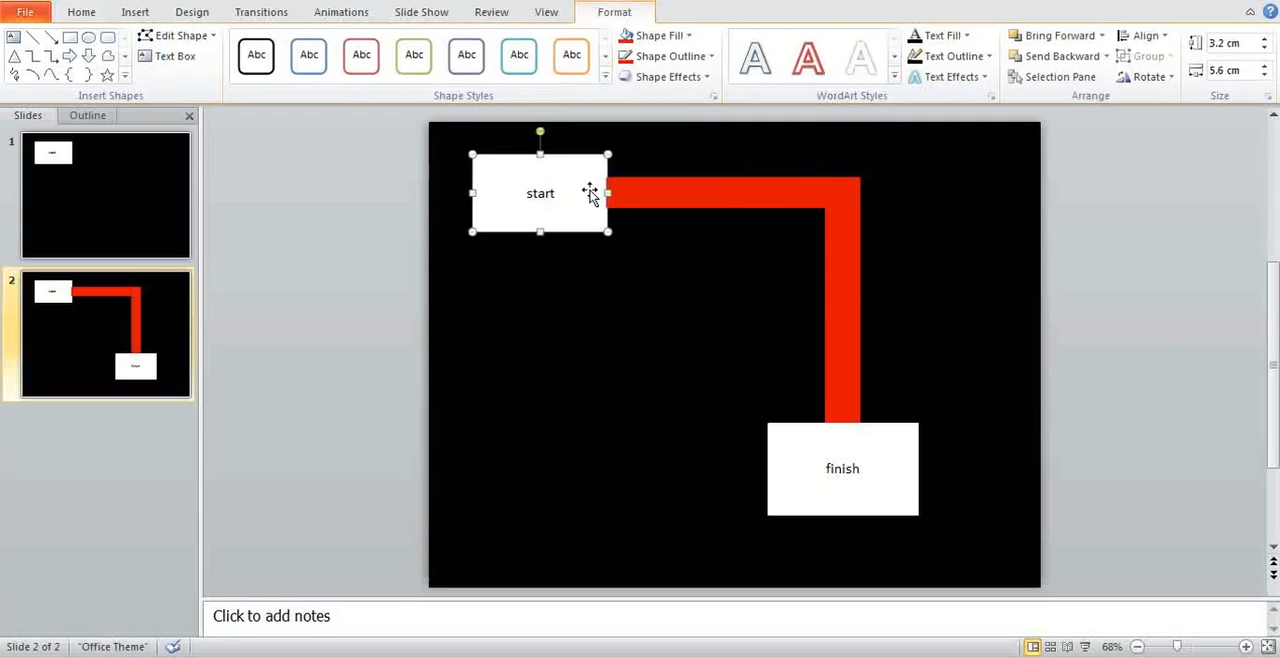 File Home Insert Design Transitions Animations Slide Show Review View Format
Edit Shape
Text Box
Insert Shapes
Abc Abc Abc Abc Abc Abc Abc
Shape Fill
Shape Outline
Shape Effects
Shape Styles
A A A
Text Fill
Text Outline
Text Effects
WordArt Styles
Bring Forward Align
Send Backward Group
Selection Pane Rotate
Arrange
3.2 cm
5.6 cm
Size
Slides Outline
1
2
start
finish
Click to add notes
Slide 2 of 2 "Office Theme" 68%